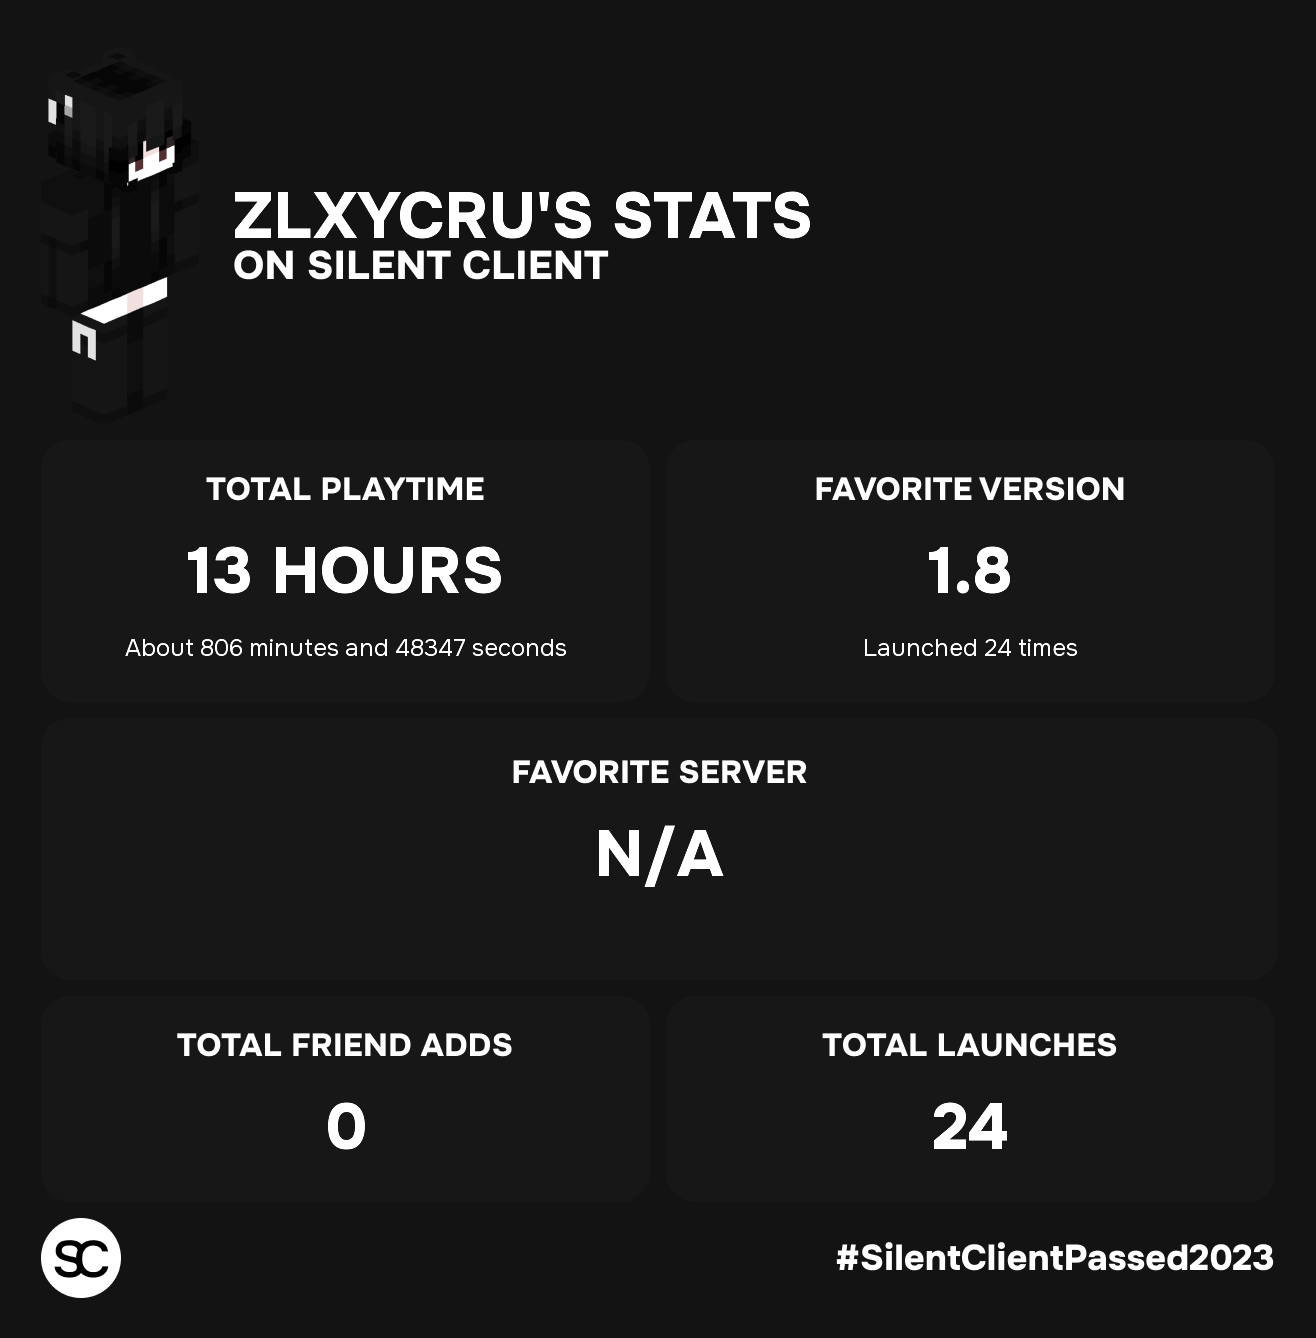 ZLXYCRU'S STATS
ON SILENT CLIENT
TOTAL PLAYTIME
13 HOURS
About 806 minutes and 48347 seconds
FAVORITE VERSION
1.8
Launched 24 times
FAVORITE SERVER
N/A
TOTAL FRIEND ADDS
0
TOTAL LAUNCHES
24
SC
#SilentClientPassed2023